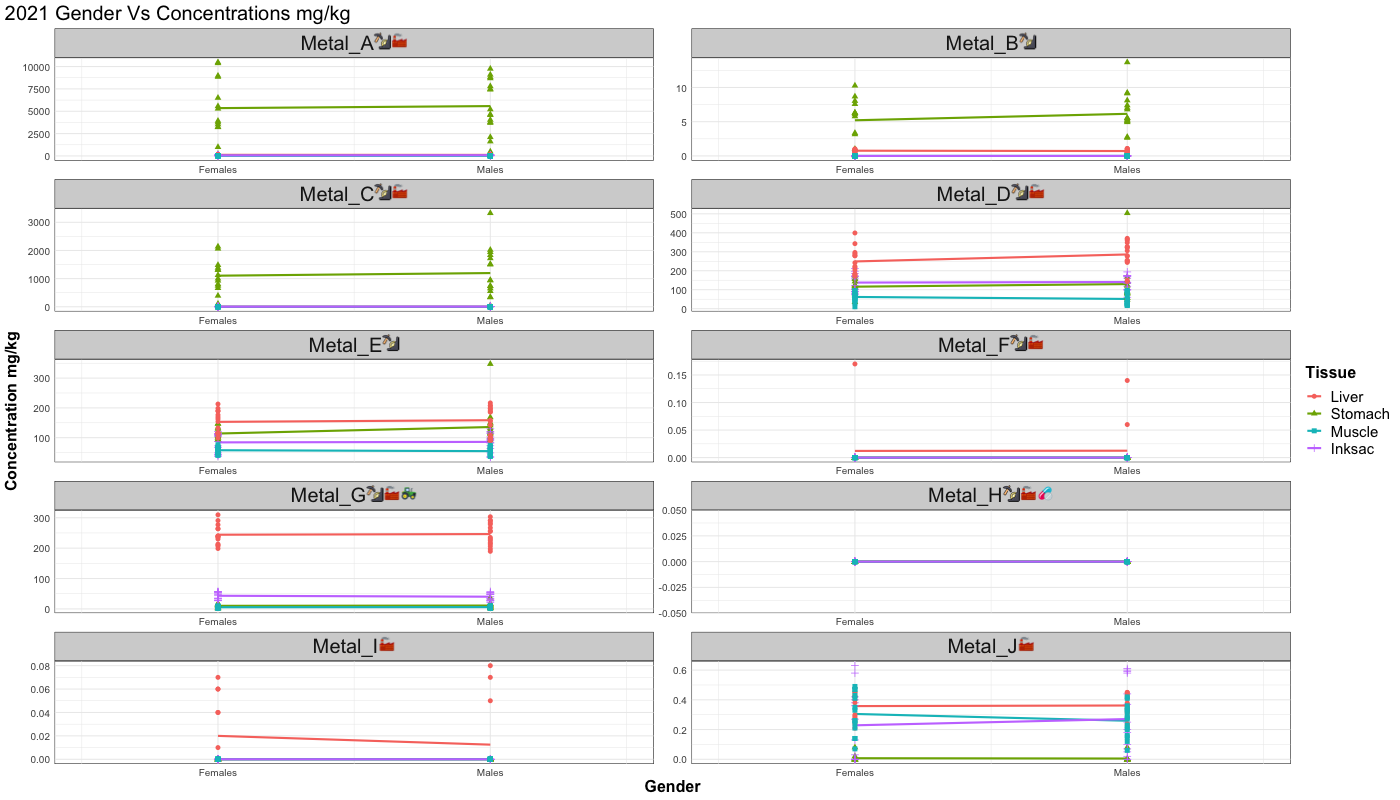 2021 Gender Vs Concentrations mg/kg
Metal_A
10000
7500
5000
2500
0
Females Males
Metal_B
10
5
0
Females Males
Metal_C
3000
2000
1000
0
Females Males
Metal_D
500
400
300
200
100
0
Females Males
Metal_E
300
200
100
Females Males
Metal_F
0.15
0.10
0.05
0.00
Females Males
Metal_G
300
200
100
0
Females Males
Metal_H
0.050
0.025
0.000
-0.025
-0.050
Females Males
Metal_I
0.08
0.06
0.04
0.02
0.00
Females Males
Metal_J
0.6
0.4
0.2
0.0
Females Males
Concentration mg/kg
Gender
Tissue
Liver
Stomach
Muscle
Inksac